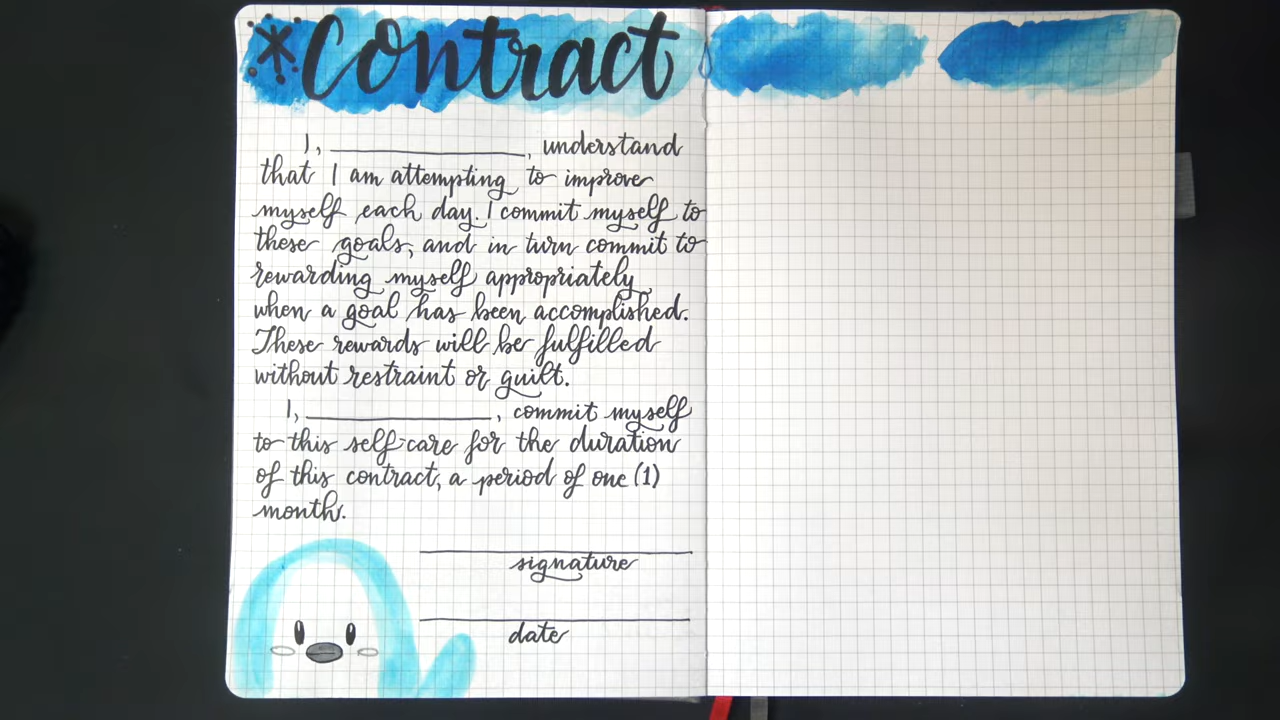 *Contract
I, ____________, understand
that I am attempting to improve
myself each day. I commit myself to
these goals, and in turn commit to
rewarding myself appropriately
when a goal has been accomplished.
These rewards will be fulfilled
without restraint or guilt.
I, ____________, commit myself
to this self-care for the duration
of this contract, a period of one (1)
month.
signature
date